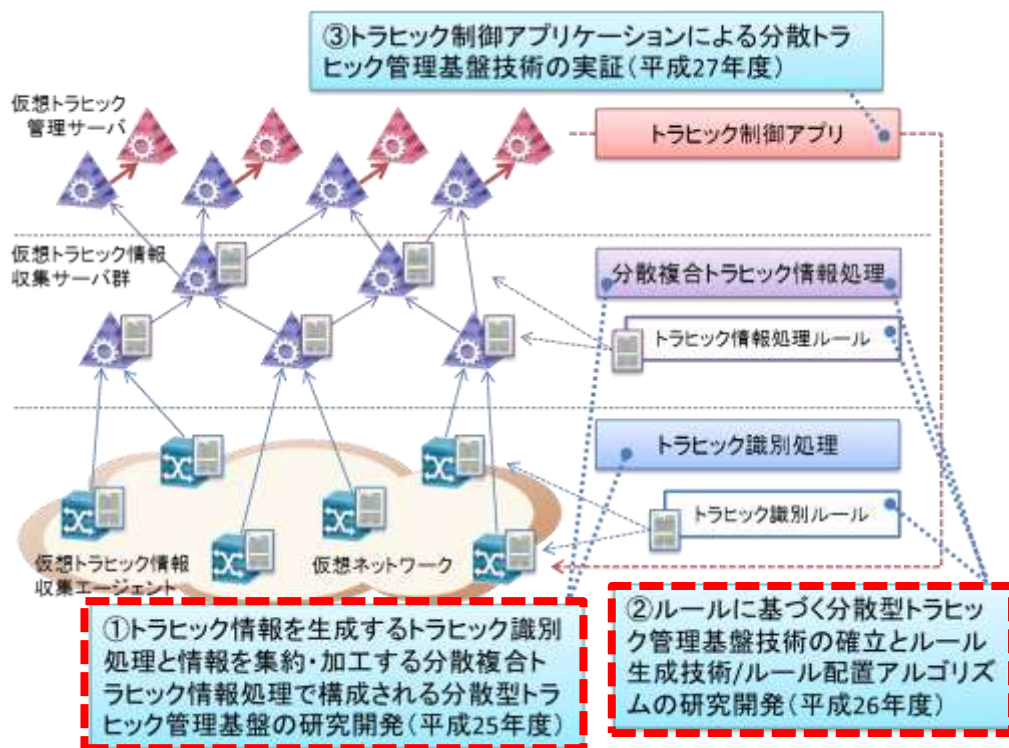 ③トラヒック制御アプリケーションによる分散トラ
ヒック管理基盤技術の実証(平成27年度)
仮想トラヒック
管理サーバ
トラヒック制御アプリ
仮想トラヒック情報
収集サーバ群
分散複合トラヒック情報処理
トラヒック情報処理ルール
トラヒック識別処理
トラヒック識別ルール
仮想トラヒック情報
収集エージェント
仮想ネットワーク
①トラヒック情報を生成するトラヒック識別
処理と情報を集約・加工する分散複合ト
ラヒック情報処理で構成される分散型トラ
ヒック管理基盤の研究開発(平成25年度)
②ルールに基づく分散型トラヒッ
ク管理基盤技術の確立とルール
生成技術/ルール配置アルゴリズ
ムの研究開発(平成26年度)